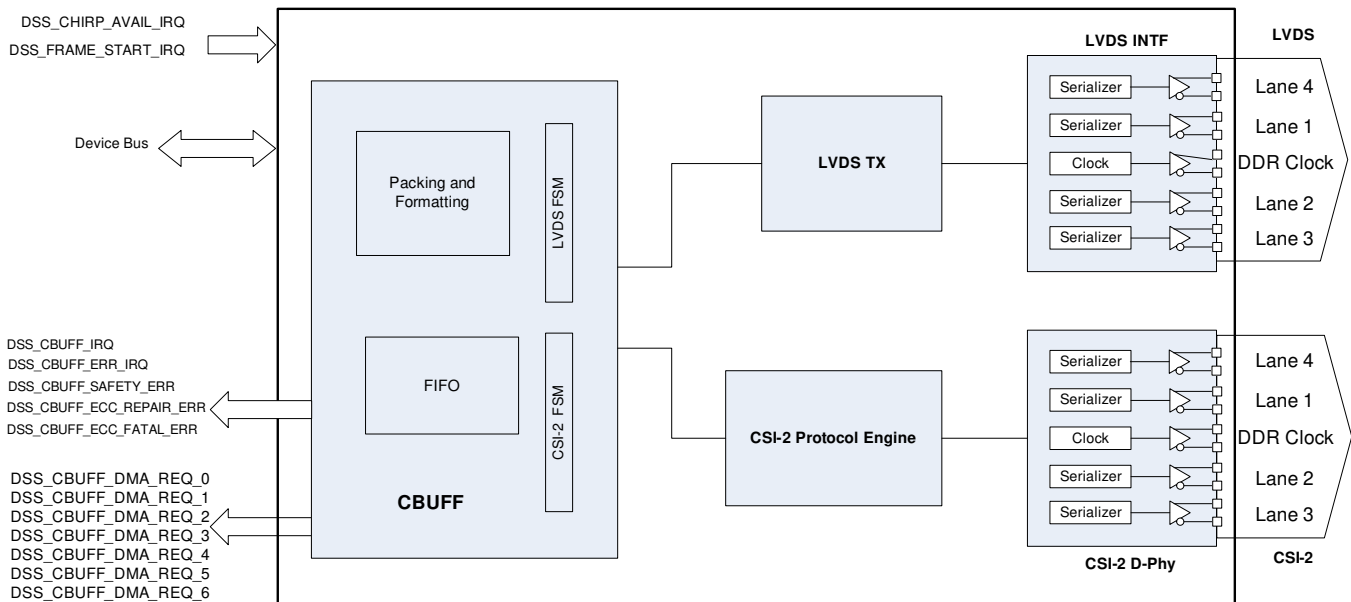 DSS_CHIRP_AVAIL_IRQ
DSS_FRAME_START_IRQ
Device Bus
DSS_CBUFF_IRQ
DSS_CBUFF_ERR_IRQ
DSS_CBUFF_SAFETY_ERR
DSS_CBUFF_ECC_REPAIR_ERR
DSS_CBUFF_ECC_FATAL_ERR
DSS_CBUFF_DMA_REQ_0
DSS_CBUFF_DMA_REQ_1
DSS_CBUFF_DMA_REQ_2
DSS_CBUFF_DMA_REQ_3
DSS_CBUFF_DMA_REQ_4
DSS_CBUFF_DMA_REQ_5
DSS_CBUFF_DMA_REQ_6
Packing and
Formatting
LVDS FSM
FIFO
CSI-2 FSM
CBUFF
LVDS TX
CSI-2 Protocol Engine
LVDS INTF
Serializer
Serializer
Clock
Serializer
Serializer
LVDS
Lane 4
Lane 1
DDR Clock
Lane 2
Lane 3
Serializer
Serializer
Clock
Serializer
Serializer
CSI-2 D-Phy
Lane 4
Lane 1
DDR Clock
Lane 2
Lane 3
CSI-2